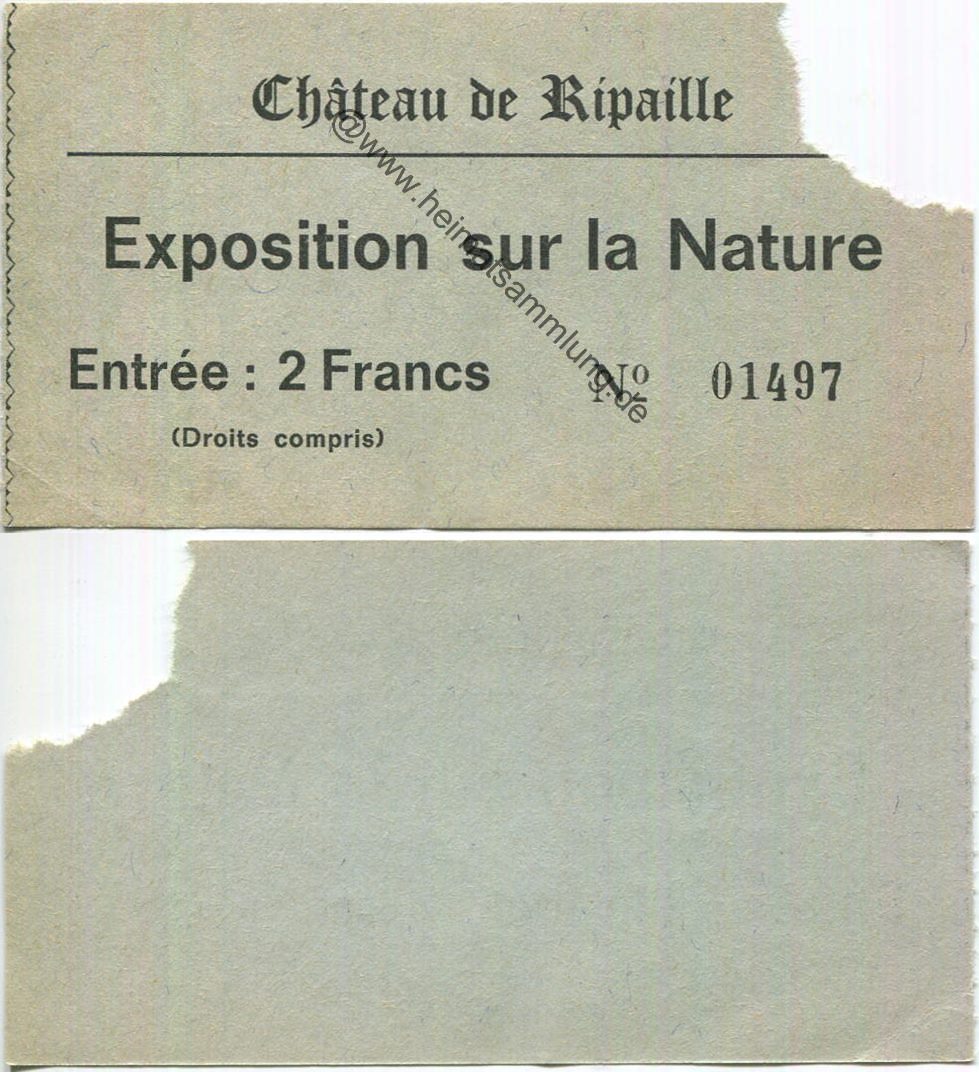 Château de Ripaille
Exposition sur la Nature
Entrée : 2 Francs
Nº 01497
(Droits compris)
@www.heimatsammlung.de